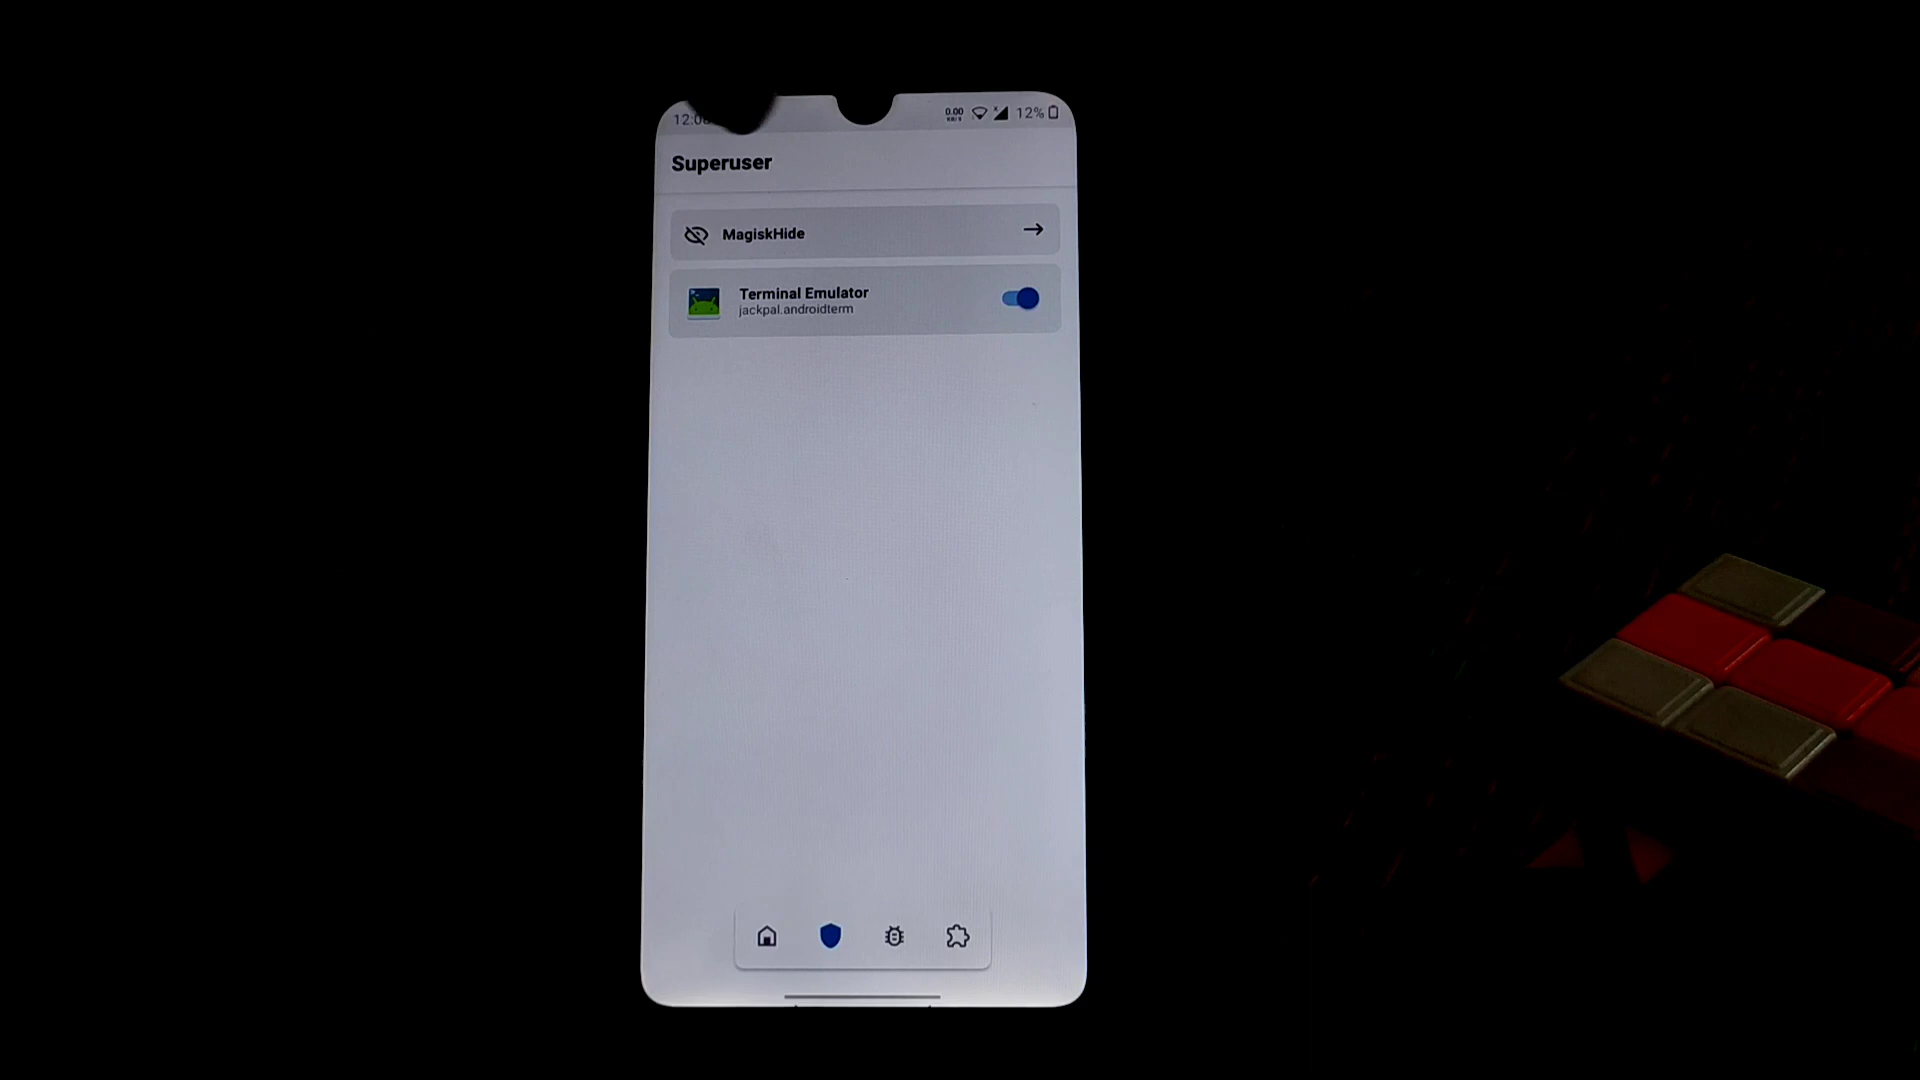 12%
Superuser
MagiskHide
Terminal Emulator
jackpal.androidterm